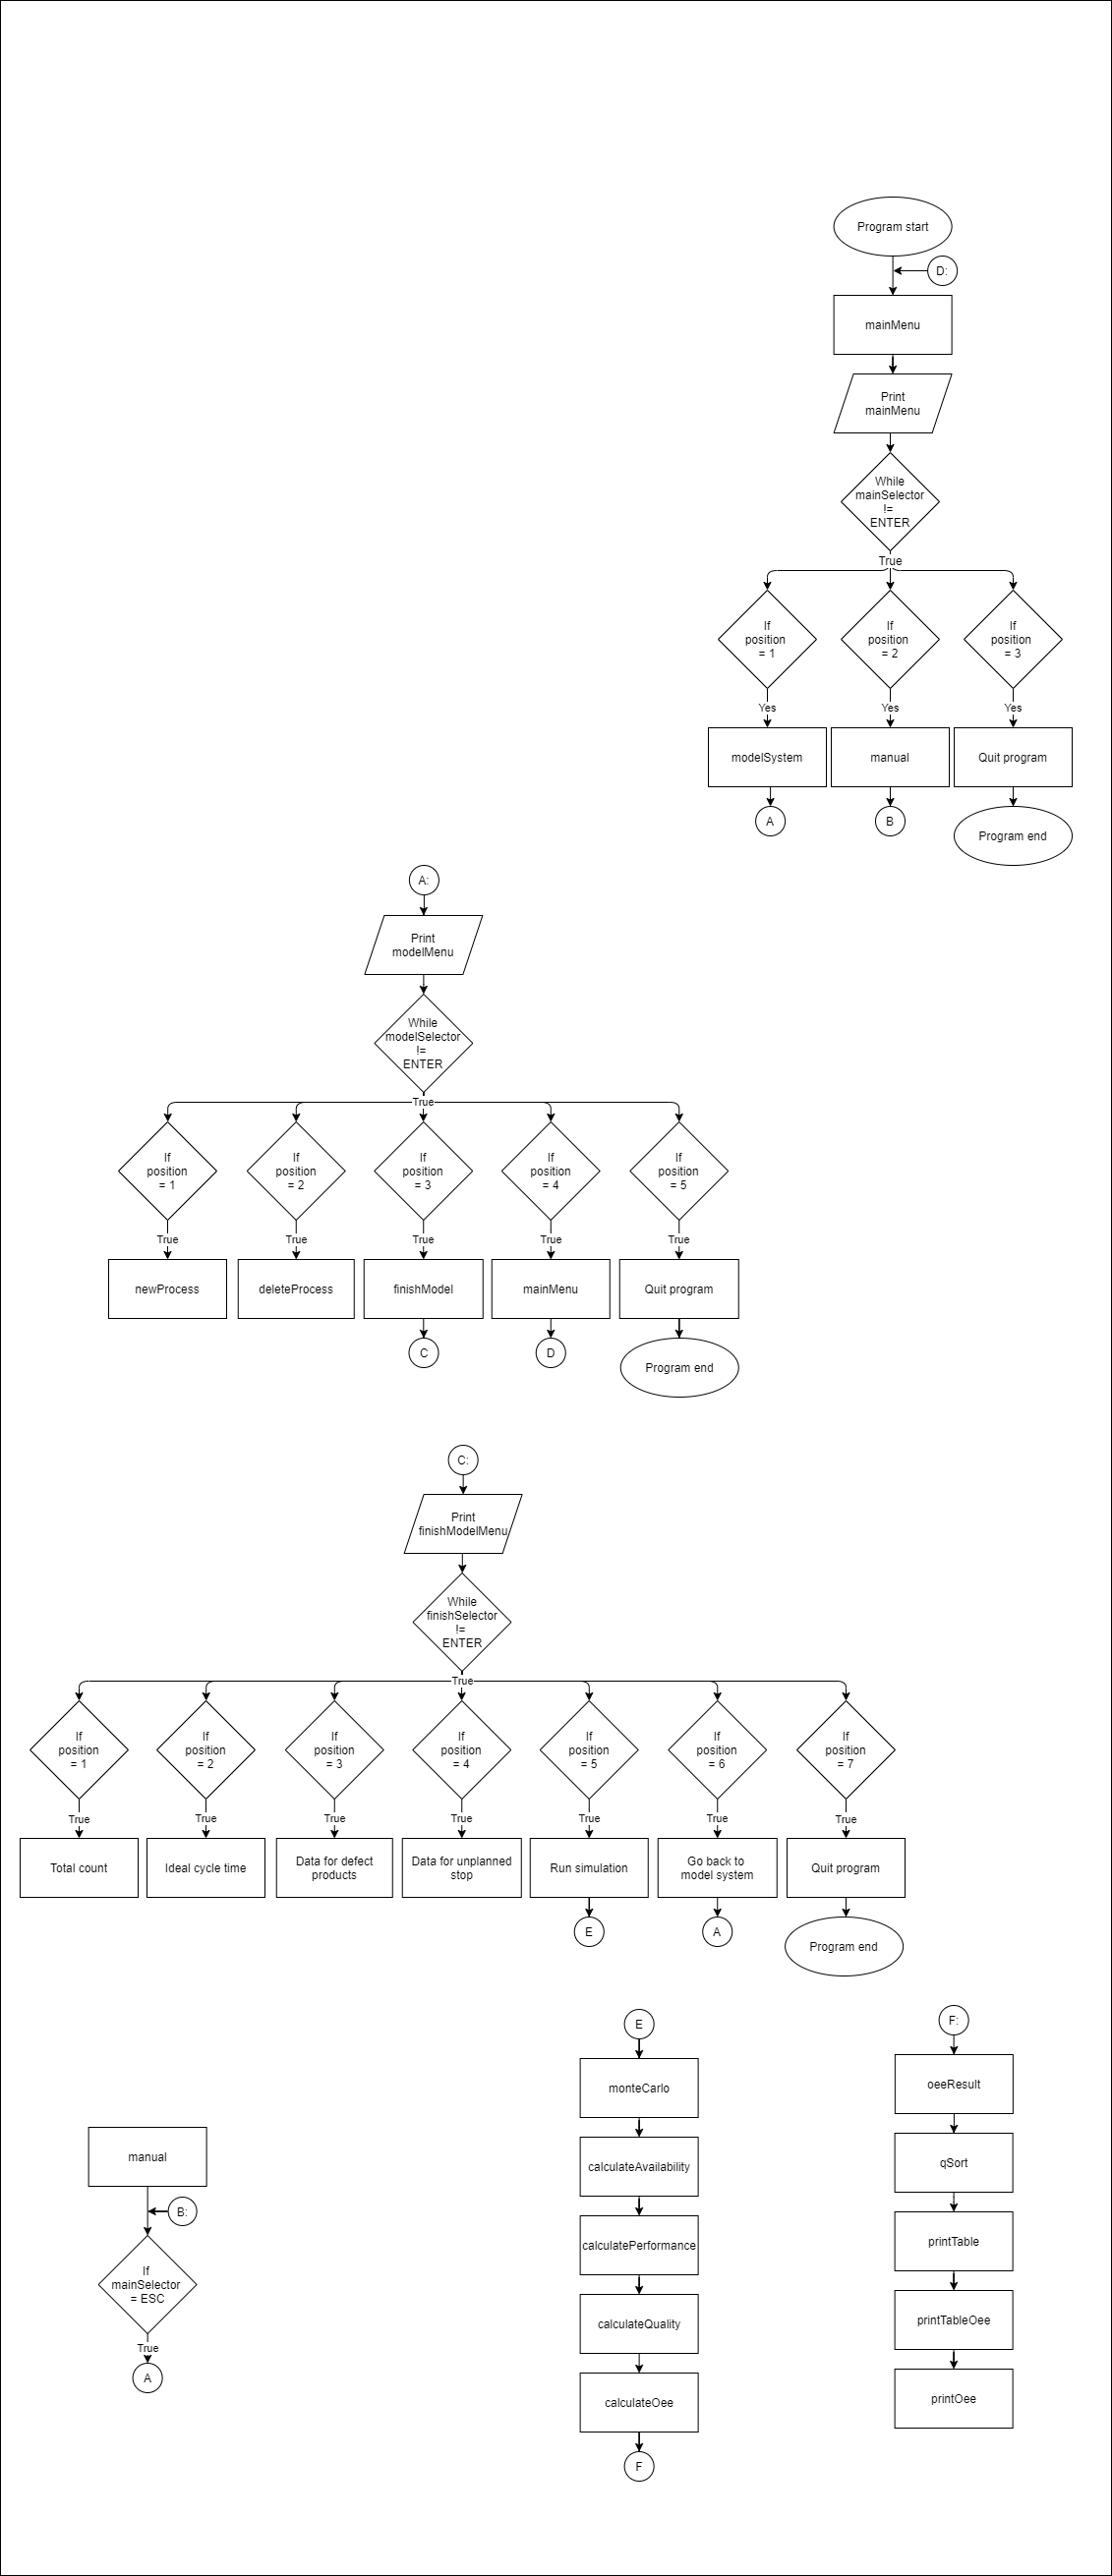 Program start
D:
mainMenu
Print
mainMenu
While
mainSelector
!=
ENTER
True
If
position
= 1
If
position
= 2
If
position
= 3
Yes
Yes
Yes
modelSystem
manual
Quit program
A
B
Program end
A:
Print
modelMenu
While
modelSelector
!=
ENTER
True
If
position
= 1
If
position
= 2
If
position
= 3
If
position
= 4
If
position
= 5
True
True
True
True
True
newProcess
deleteProcess
finishModel
mainMenu
Quit program
C
D
Program end
C:
Print
finishModelMenu
While
finishSelector
!=
ENTER
True
If
position
= 1
If
position
= 2
If
position
= 3
If
position
= 4
If
position
= 5
If
position
= 6
If
position
= 7
True
True
True
True
True
True
True
Total count
Ideal cycle time
Data for defect
products
Data for unplanned
stop
Run simulation
Go back to
model system
Quit program
E
A
Program end
manual
B:
If
mainSelector
= ESC
True
A
E
monteCarlo
calculateAvailability
calculatePerformance
calculateQuality
calculateOee
F
F:
oeeResult
qSort
printTable
printTableOee
printOee